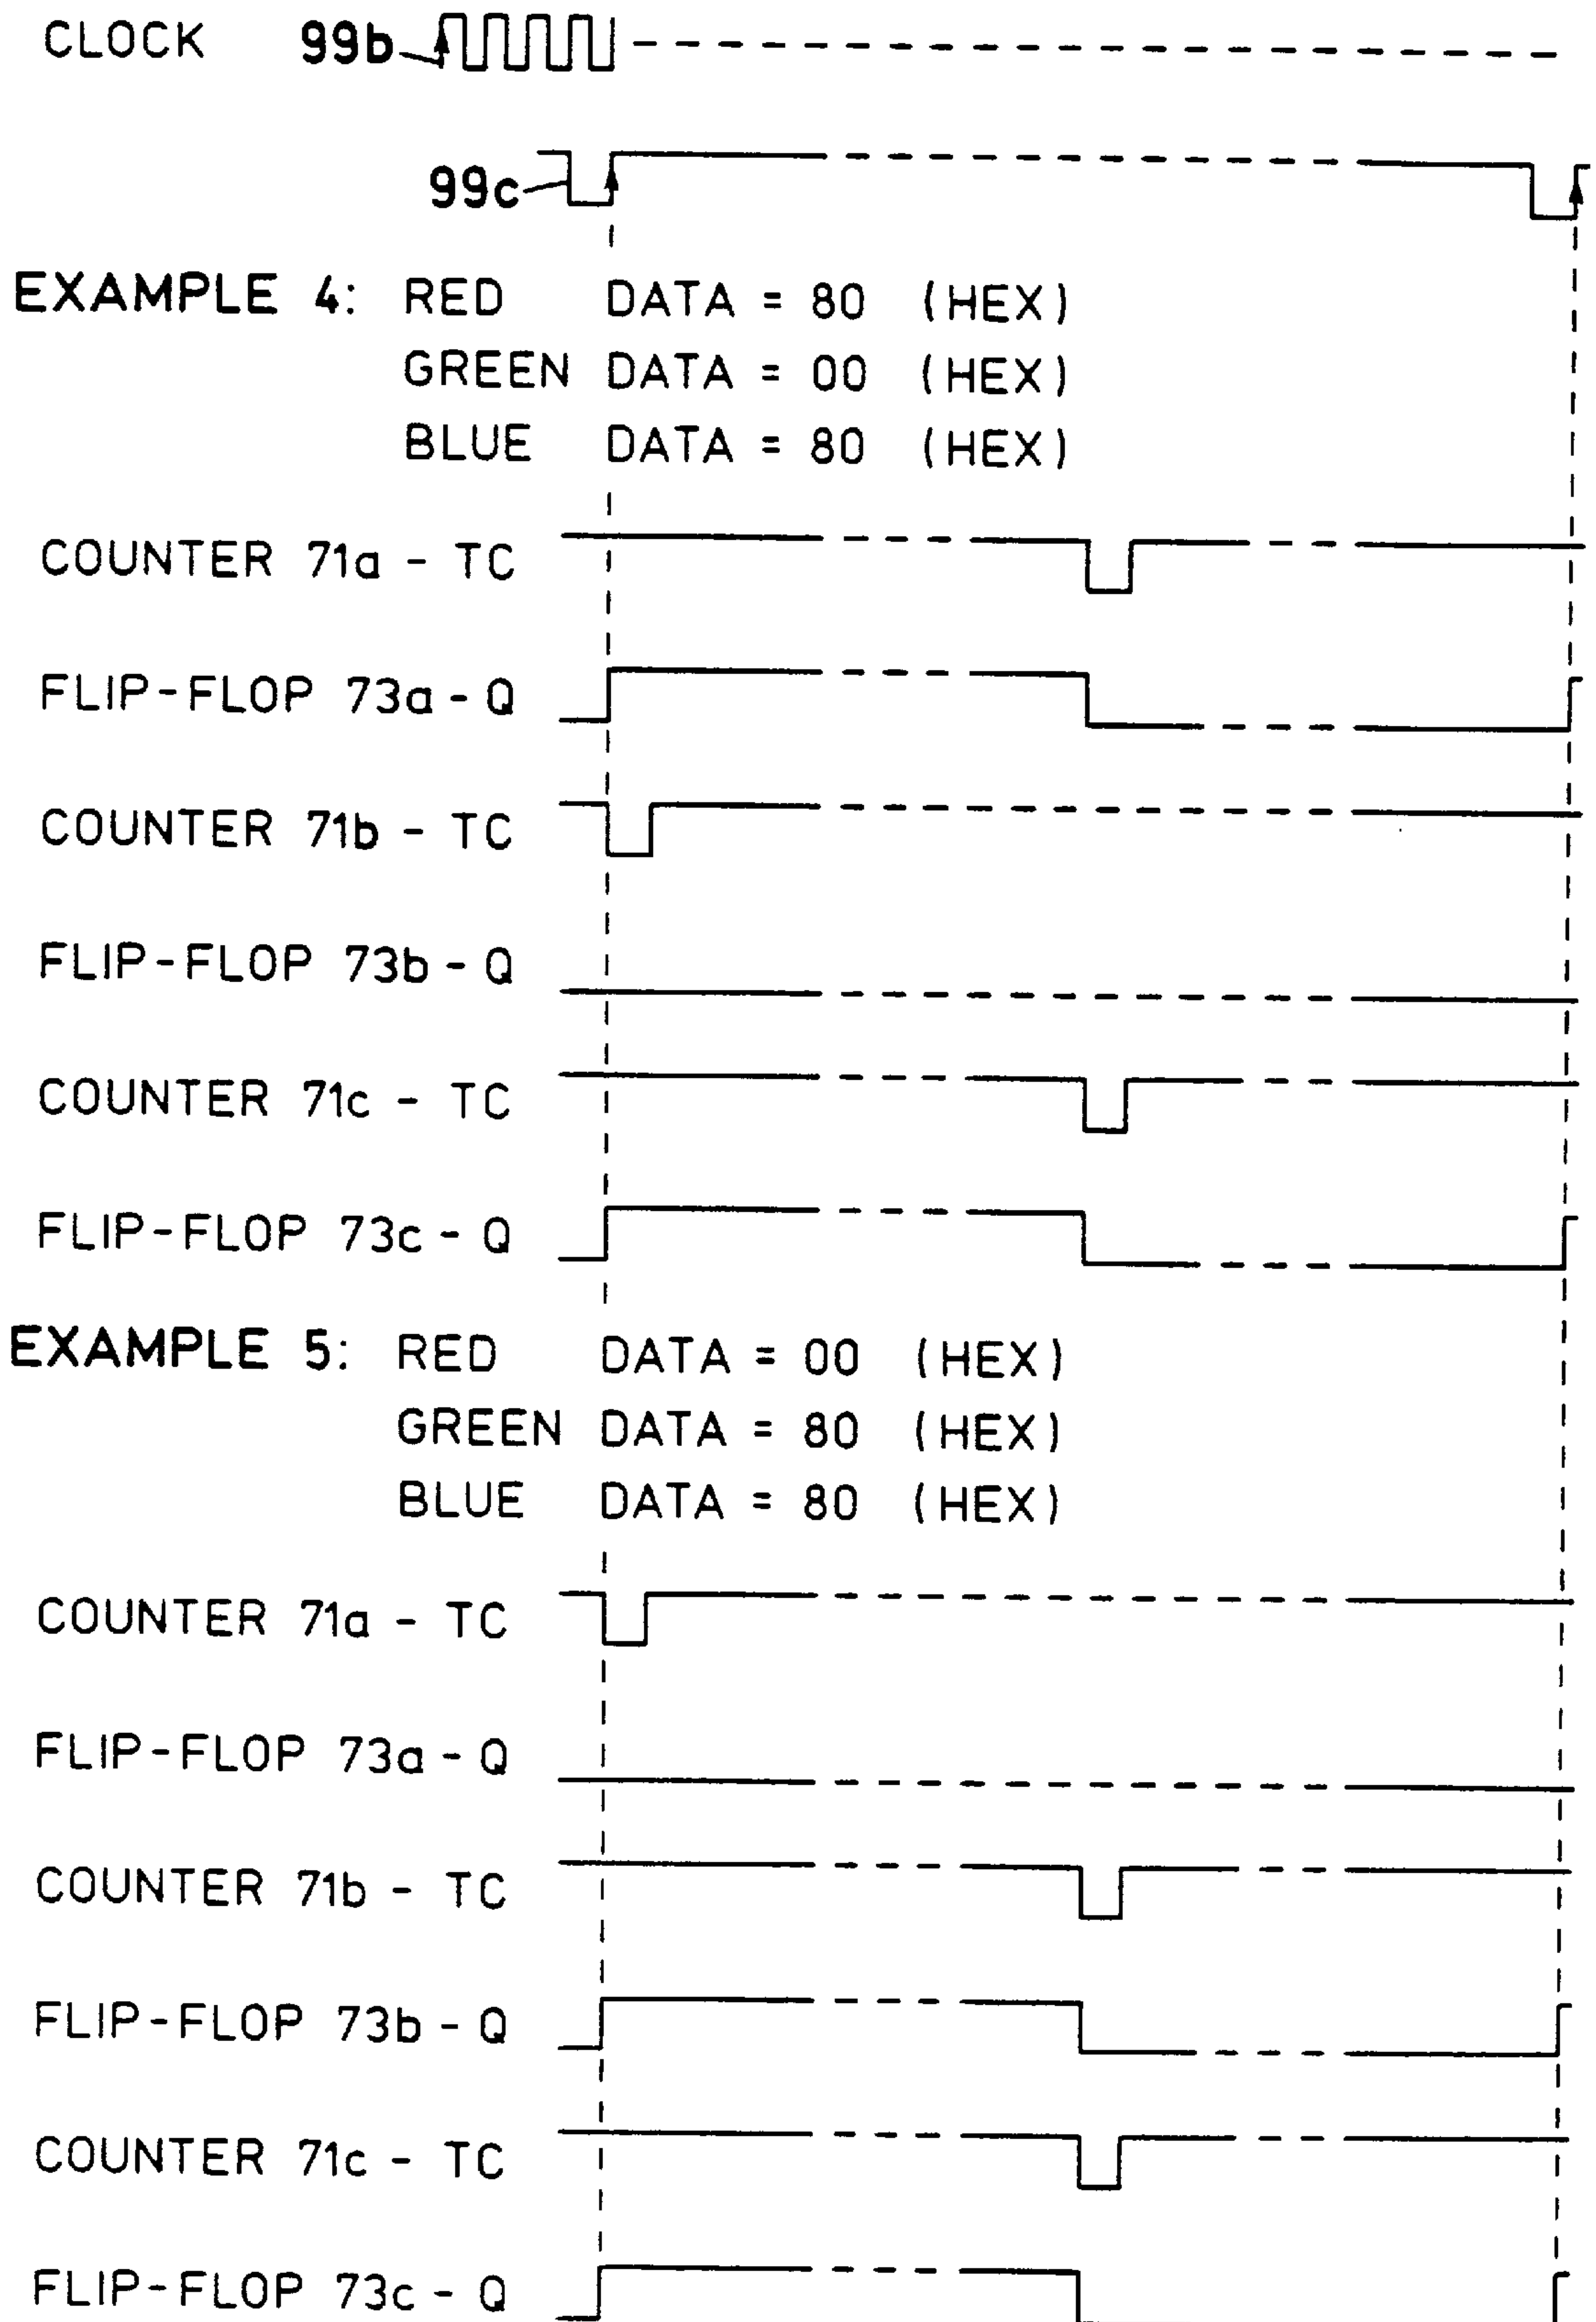 CLOCK 99b
99c
EXAMPLE 4: RED DATA = 80 (HEX)
GREEN DATA = 00 (HEX)
BLUE DATA = 80 (HEX)
COUNTER 71a - TC
FLIP-FLOP 73a - Q
COUNTER 71b - TC
FLIP-FLOP 73b - Q
COUNTER 71c - TC
FLIP-FLOP 73c - Q
EXAMPLE 5: RED DATA = 00 (HEX)
GREEN DATA = 80 (HEX)
BLUE DATA = 80 (HEX)
COUNTER 71a - TC
FLIP-FLOP 73a - Q
COUNTER 71b - TC
FLIP-FLOP 73b - Q
COUNTER 71c - TC
FLIP-FLOP 73c - Q